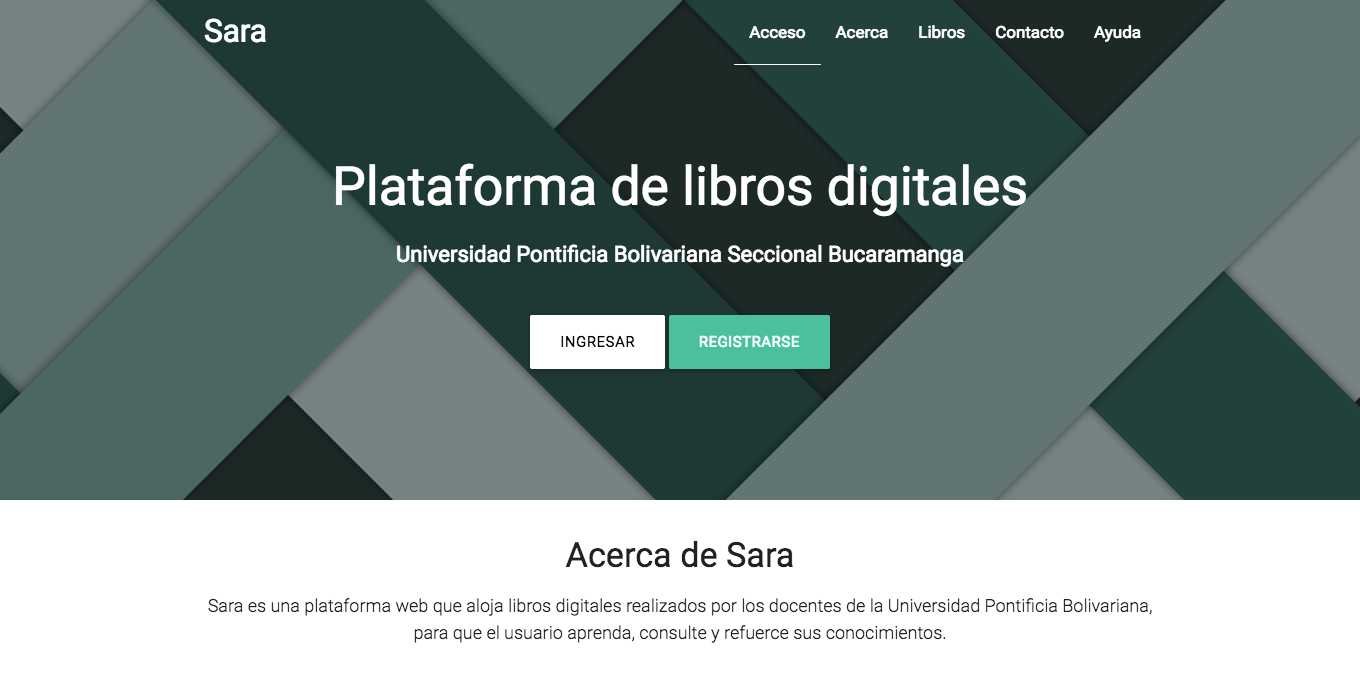 Sara
Acceso Acerca Libros Contacto Ayuda
Plataforma de libros digitales
Universidad Pontificia Bolivariana Seccional Bucaramanga
INGRESAR REGISTRARSE
Acerca de Sara
Sara es una plataforma web que aloja libros digitales realizados por los docentes de la Universidad Pontificia Bolivariana,
para que el usuario aprenda, consulte y refuerce sus conocimientos.